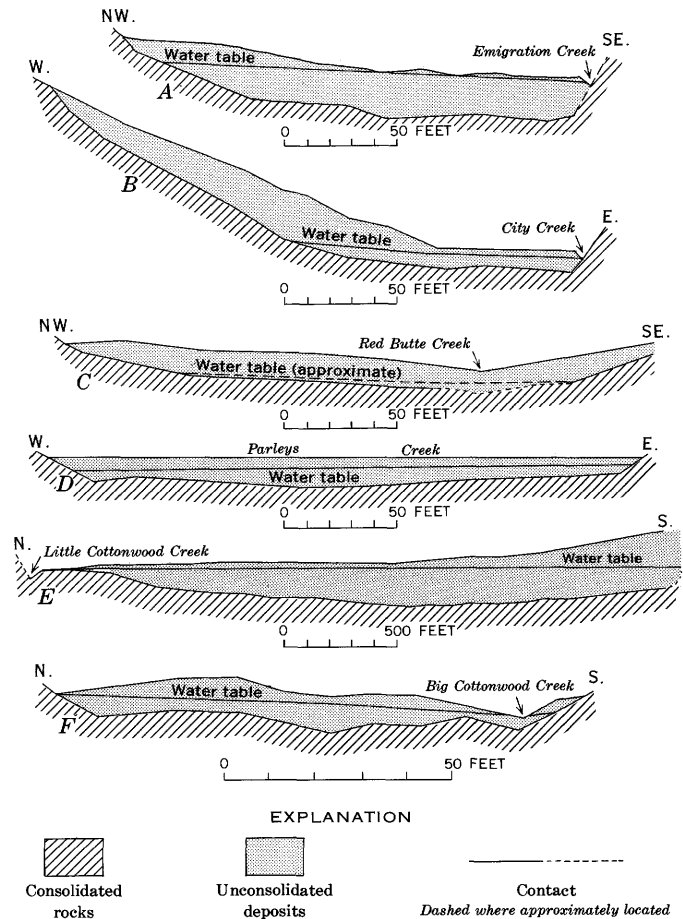 NW.
SE.
Water table
Emigration Creek
A
0 50 FEET
W.
E.
B
City Creek
Water table
0 50 FEET
NW.
SE.
Red Butte Creek
Water table (approximate)
C
0 50 FEET
W.
E.
Parleys Creek
Water table
D
0 50 FEET
N.
S.
Little Cottonwood Creek
Water table
E
0 500 FEET
N.
S.
Water table
Big Cottonwood Creek
F
0 50 FEET
EXPLANATION
Consolidated
rocks
Unconsolidated
deposits
Contact
Dashed where approximately located